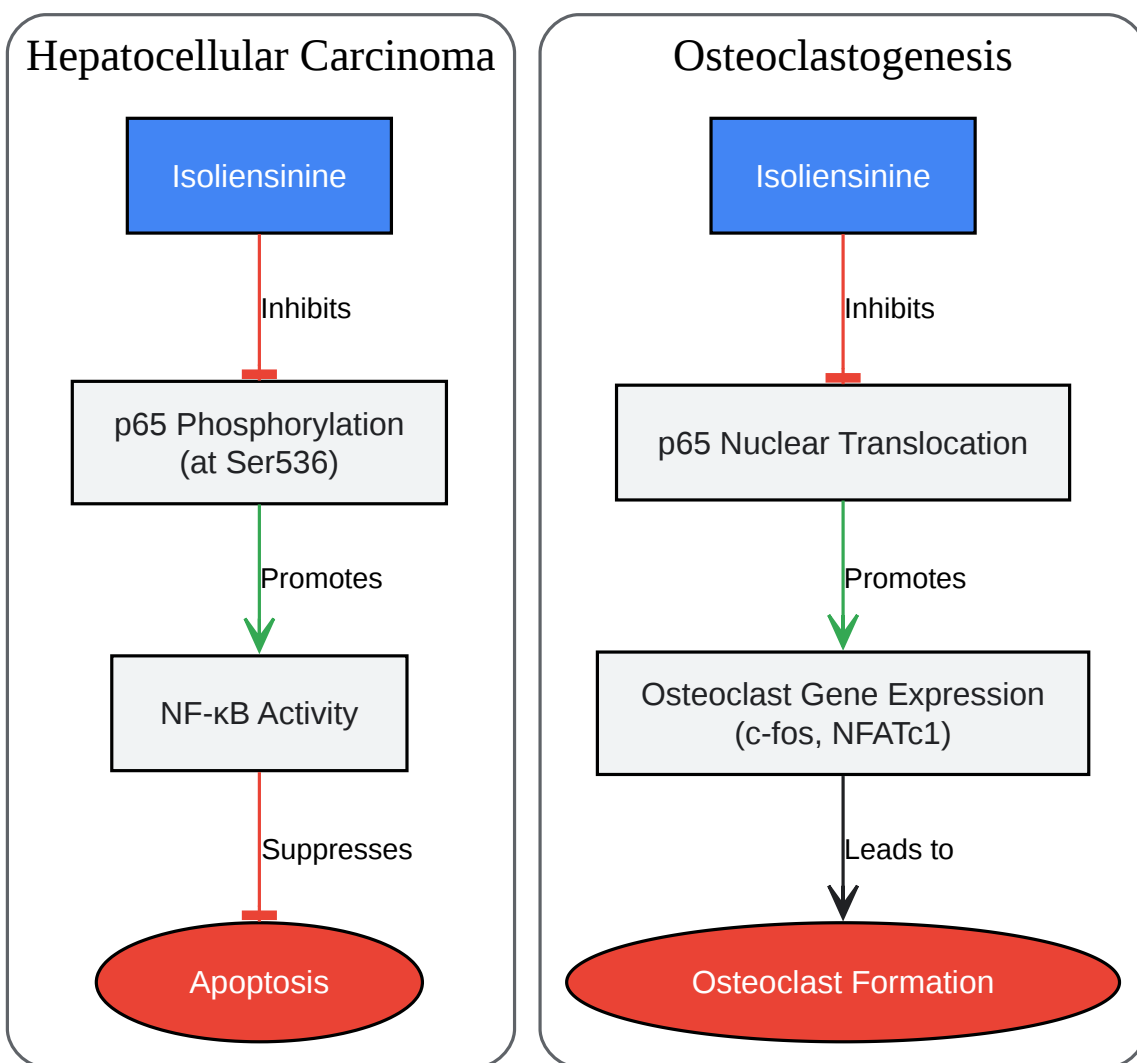 Hepatocellular Carcinoma
Isoliensinine
Inhibits
p65 Phosphorylation
(at Ser536)
Promotes
NF-κB Activity
Suppresses
Apoptosis
Osteoclastogenesis
Isoliensinine
Inhibits
p65 Nuclear Translocation
Promotes
Osteoclast Gene Expression
(c-fos, NFATc1)
Leads to
Osteoclast Formation